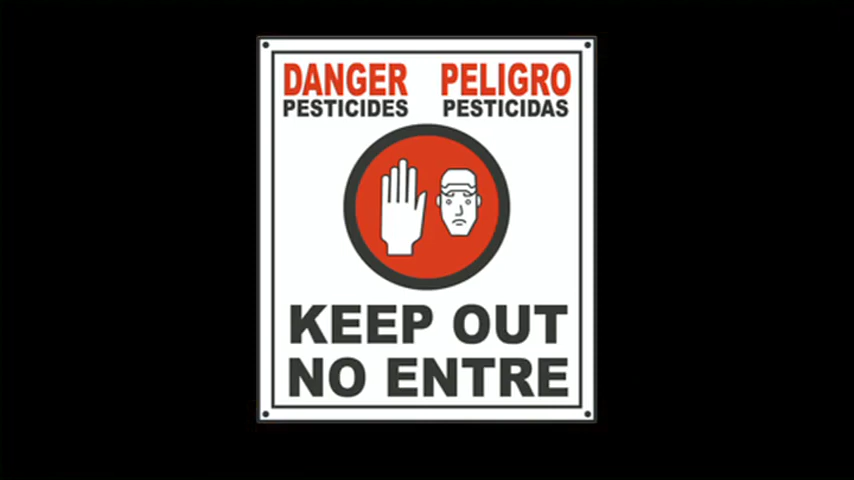 DANGER PELIGRO
PESTICIDES PESTICIDAS
KEEP OUT
NO ENTRE